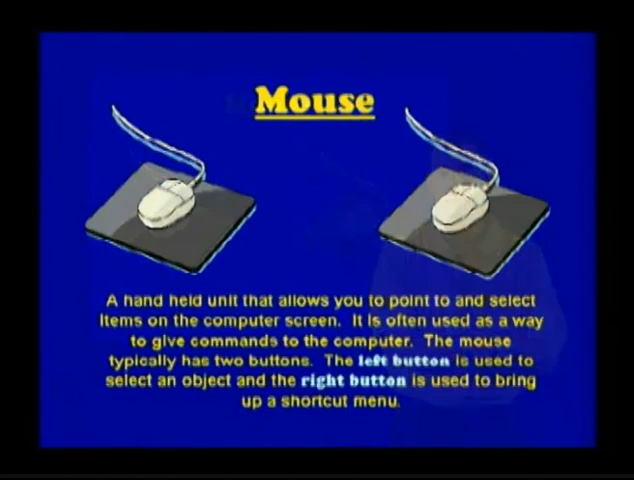 Mouse
A hand held unit that allows you to point to and select
items on the computer screen. It is often used as a way
to give commands to the computer. The mouse
typically has two buttons. The left button is used to
select an object and the right button is used to bring
up a shortcut menu.